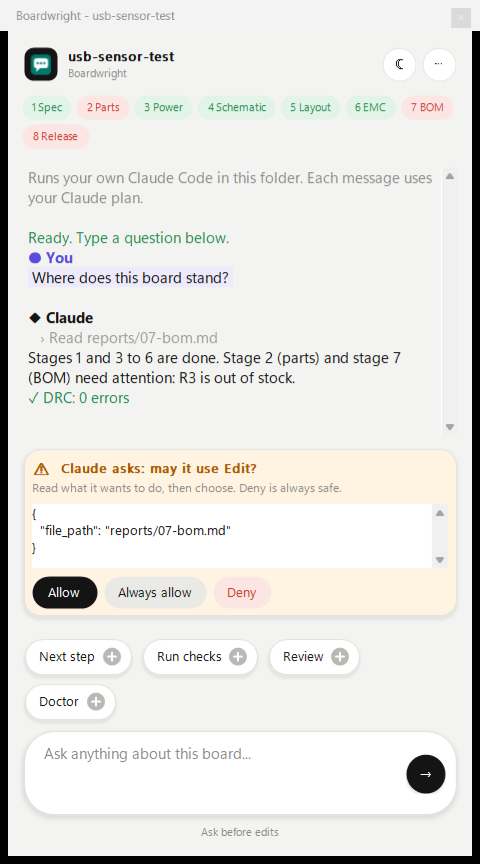 Boardwright - usb-sensor-test
usb-sensor-test
Boardwright
1 Spec
2 Parts
3 Power
4 Schematic
5 Layout
6 EMC
7 BOM
8 Release
Runs your own Claude Code in this folder. Each message uses
your Claude plan.
Ready. Type a question below.
● You
Where does this board stand?
◆ Claude
› Read reports/07-bom.md
Stages 1 and 3 to 6 are done. Stage 2 (parts) and stage 7
(BOM) need attention: R3 is out of stock.
✓ DRC: 0 errors
⚠ Claude asks: may it use Edit?
Read what it wants to do, then choose. Deny is always safe.
{
"file_path": "reports/07-bom.md"
}
Allow
Always allow
Deny
Next step
Run checks
Review
Doctor
Ask anything about this board...
→
Ask before edits